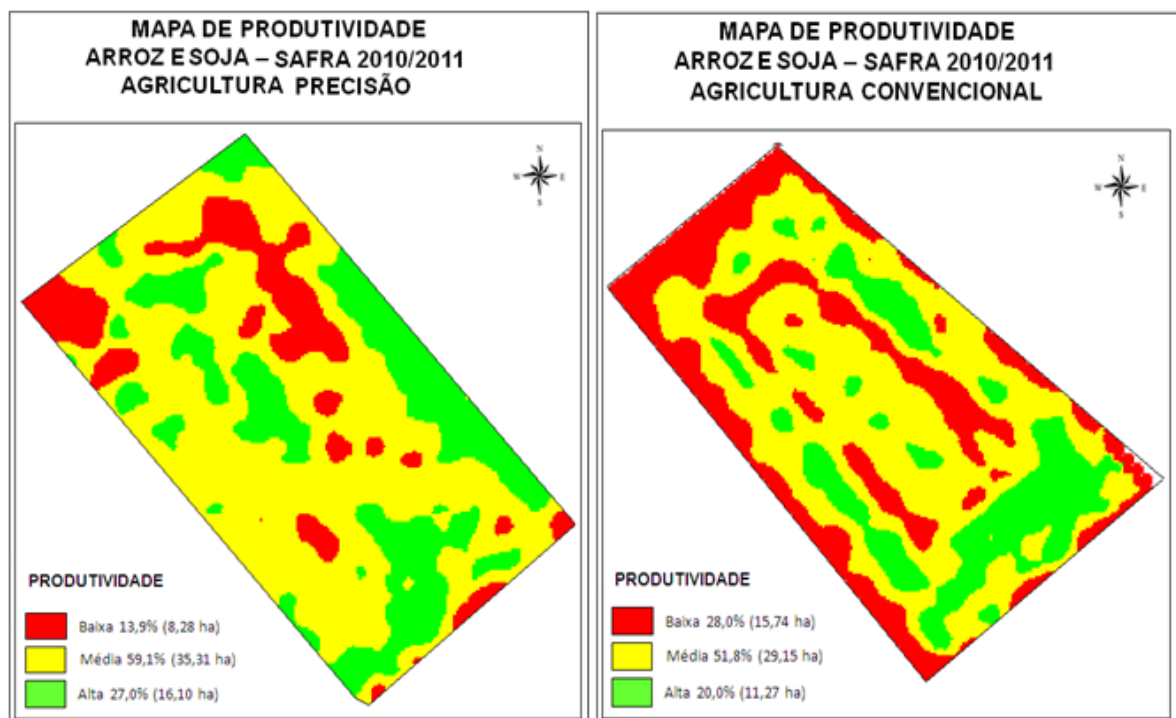 MAPA DE PRODUTIVIDADE
ARROZ E SOJA – SAFRA 2010/2011
AGRICULTURA PRECISÃO
N
W E
S
PRODUTIVIDADE
Baixa 13,9% (8,28 ha)
Média 59,1% (35,31 ha)
Alta 27,0% (16,10 ha)
MAPA DE PRODUTIVIDADE
ARROZ E SOJA – SAFRA 2010/2011
AGRICULTURA CONVENCIONAL
N
W E
S
PRODUTIVIDADE
Baixa 28,0% (15,74 ha)
Média 51,8% (29,15 ha)
Alta 20,0% (11,27 ha)